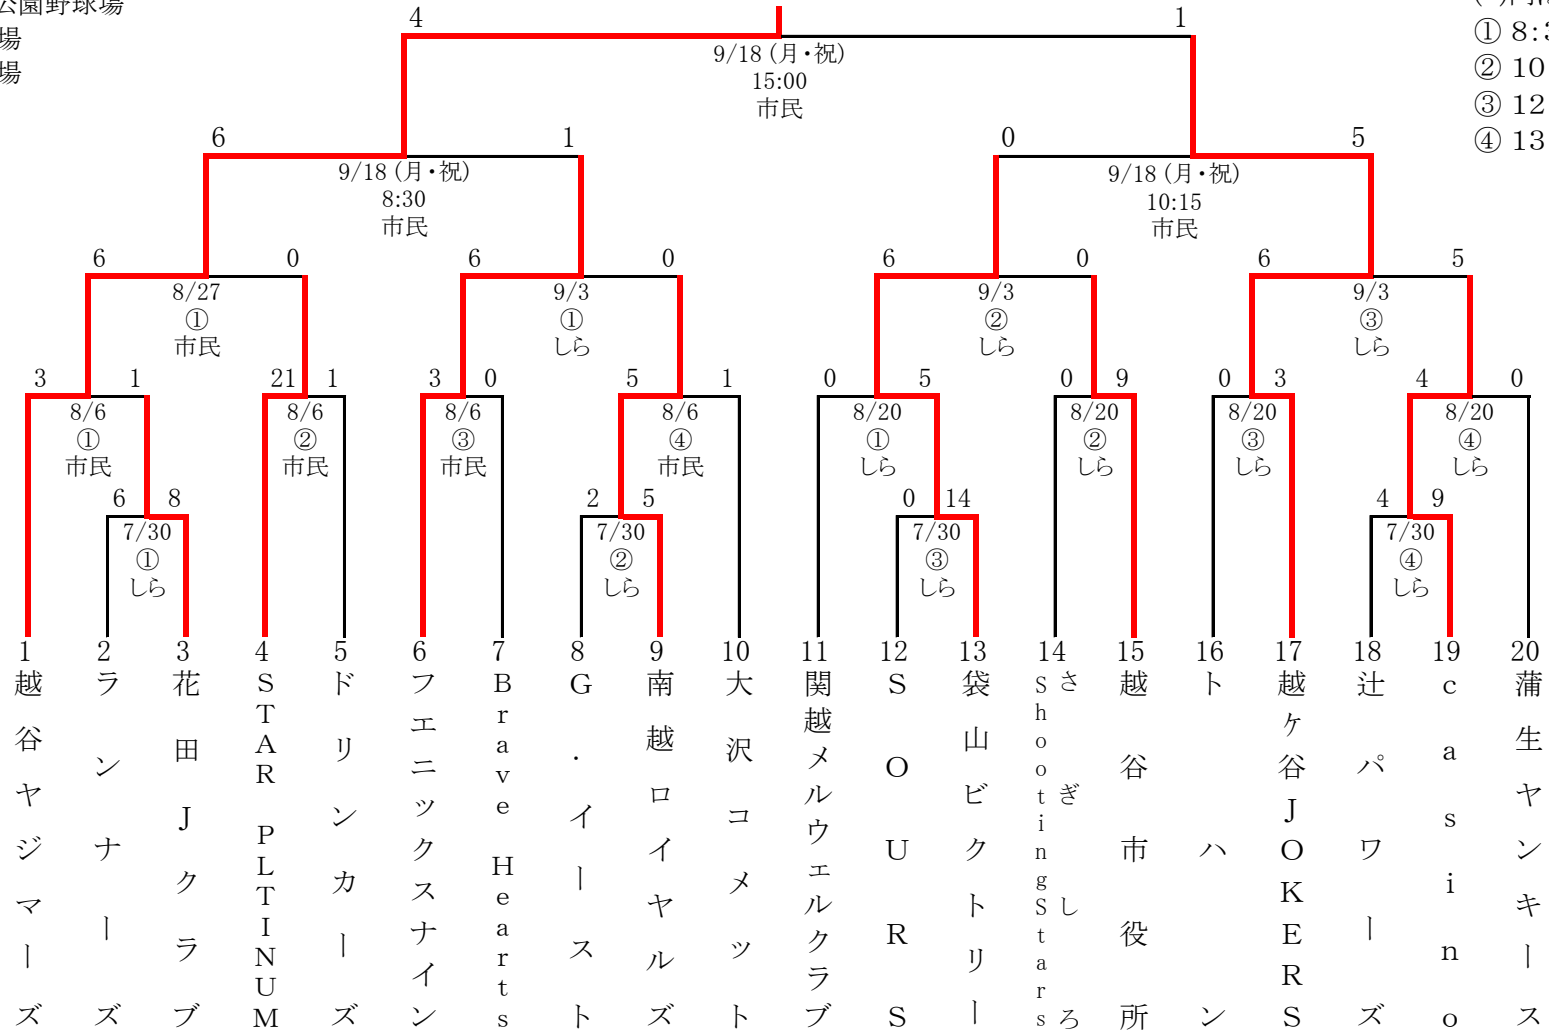 公園野球場
場
場
① 8:3
② 10
③ 12
④ 13
4 1
9/18 (月・祝)
15:00
市民
6 1
9/18 (月・祝)
8:30
市民
0 5
9/18 (月・祝)
10:15
市民
6 0
8/27
①
市民
6 0
9/3
①
しら
6 0
9/3
②
しら
6 5
9/3
③
しら
3 1
8/6
①
市民
21 1
8/6
②
市民
3 0
8/6
③
市民
5 1
8/6
④
市民
0 5
8/20
①
しら
0 9
8/20
②
しら
0 3
8/20
③
しら
4 0
8/20
④
しら
6 8
7/30
①
しら
2 5
7/30
②
しら
0 14
7/30
③
しら
4 9
7/30
④
しら
1 越谷ヤジマーズ
2 ランナーズ
3 花田Jクラブ
4 STAR PLTINUM
5 ドリンカーズ
6 フエニックスナイン
7 Brave Hearts
8 G.イースト
9 南越ロイヤルズ
10 大沢コメット
11 関越メルウェルクラブ
12 SOURS
13 袋山ビクトリー
14 さぎしろ
ShootingStars
15 越谷市役所
16 トハン
17 越ケ谷JOKERS
18 辻パワーズ
19 casino
20 蒲生ヤンキース